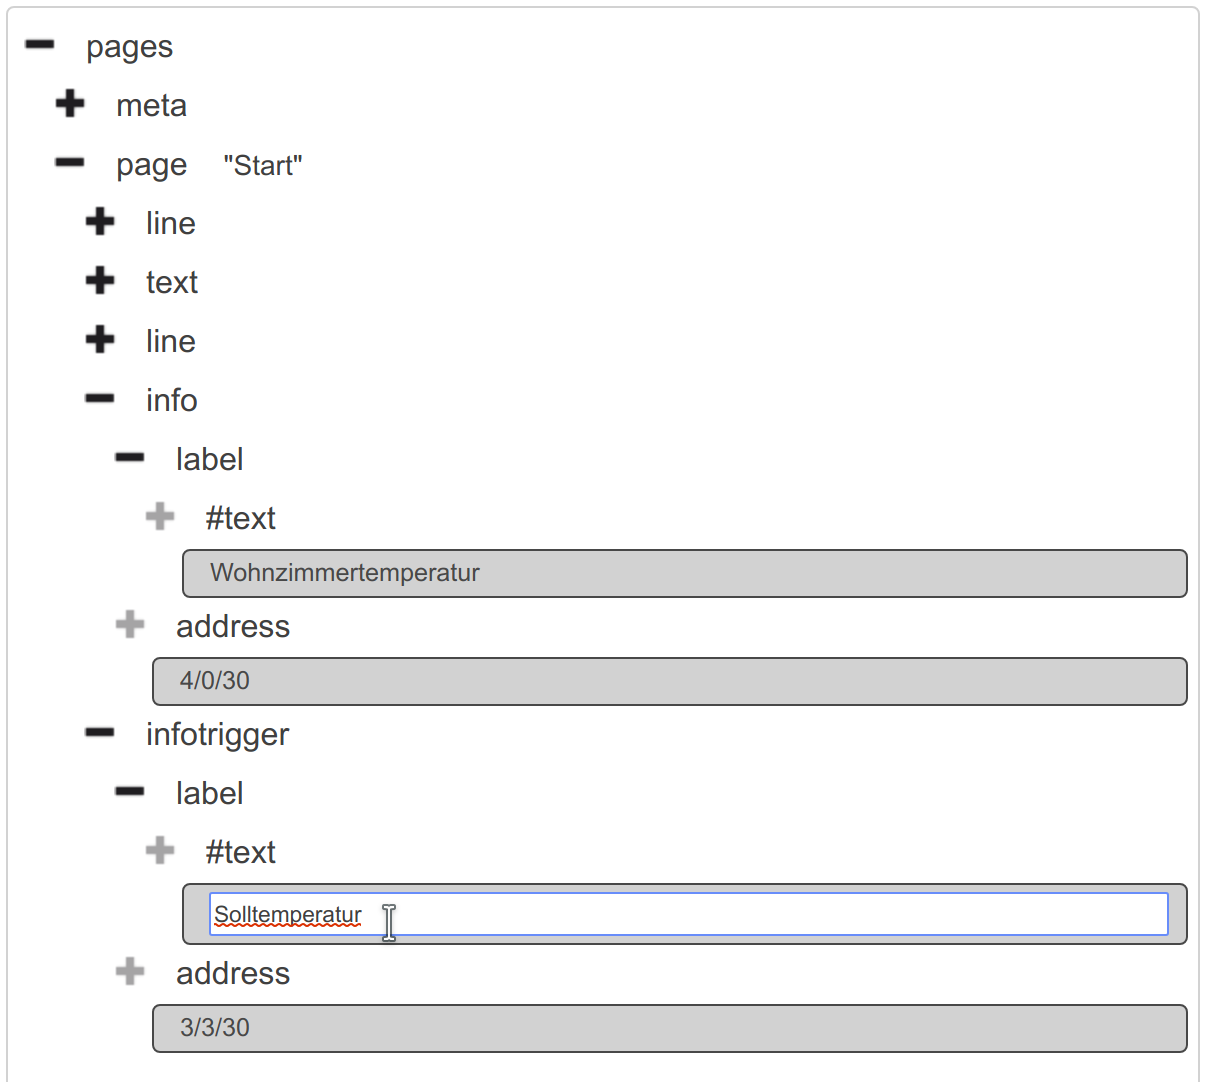 pages
meta
page "Start"
line
text
line
info
label
#text
Wohnzimmertemperatur
address
4/0/30
infotrigger
label
#text
Solltemperatur
address
3/3/30